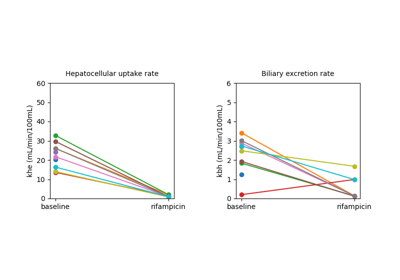 Hepatocellular uptake rate
khe (mL/min/100mL)
60
50
40
30
20
10
0
baseline
rifampicin
Biliary excretion rate
kbh (mL/min/100mL)
6
5
4
3
2
1
0
baseline
rifampicin